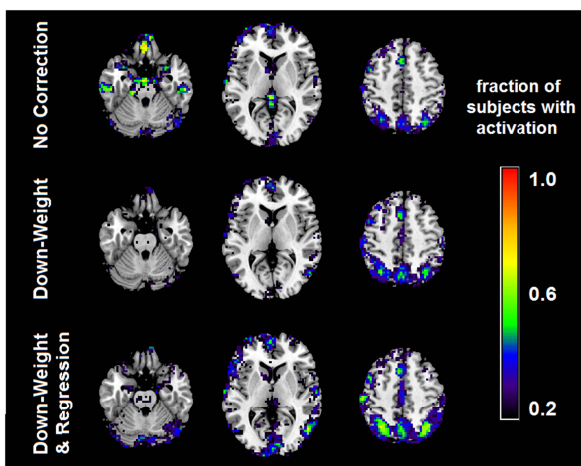 No Correction
Down-Weight
Down-Weight
& Regression
fraction of
subjects with
activation
1.0
0.6
0.2